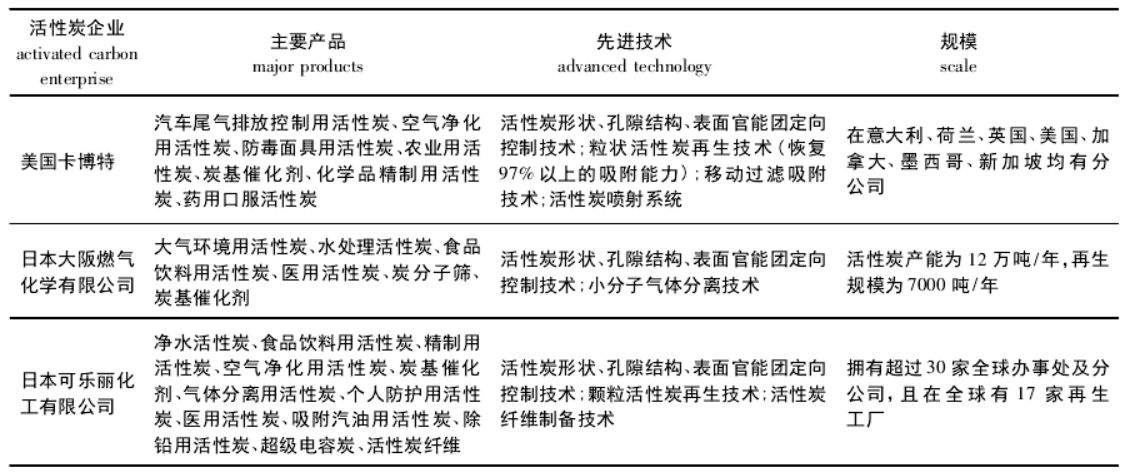 活性炭企业
activated carbon
enterprise
主要产品
major products
先进技术
advanced technology
规模
scale
美国卡博特
汽车尾气排放控制用活性炭、空气净化
用活性炭、防毒面具用活性炭、农业用活
性炭、炭基催化剂、化学品精制用活性
炭、药用口服活性炭
活性炭形状、孔隙结构、表面官能团定向
控制技术；粒状活性炭再生技术（恢复
97%以上的吸附能力）；移动过滤吸附
技术；活性炭喷射系统
在意大利、荷兰、英国、美国、加
拿大、墨西哥、新加坡均有分
公司
日本大阪燃气
化学有限公司
大气环境用活性炭、水处理活性炭、食品
饮料用活性炭、医用活性炭、炭分子筛、
炭基催化剂
活性炭形状、孔隙结构、表面官能团定向
控制技术；小分子气体分离技术
活性炭产能为 12 万吨/年，再生
规模为 7000 吨/年
日本可乐丽化
工有限公司
净水活性炭、食品饮料用活性炭、精制用
活性炭、空气净化用活性炭、炭基催化
剂、气体分离用活性炭、个人防护用活性
炭、医用活性炭、吸附汽油用活性炭、除
铅用活性炭、超级电容炭、活性炭纤维
活性炭形状、孔隙结构、表面官能团定向
控制技术；颗粒活性炭再生技术；活性炭
纤维制备技术
拥有超过 30 家全球办事处及分
公司，且在全球有 17 家再生
工厂